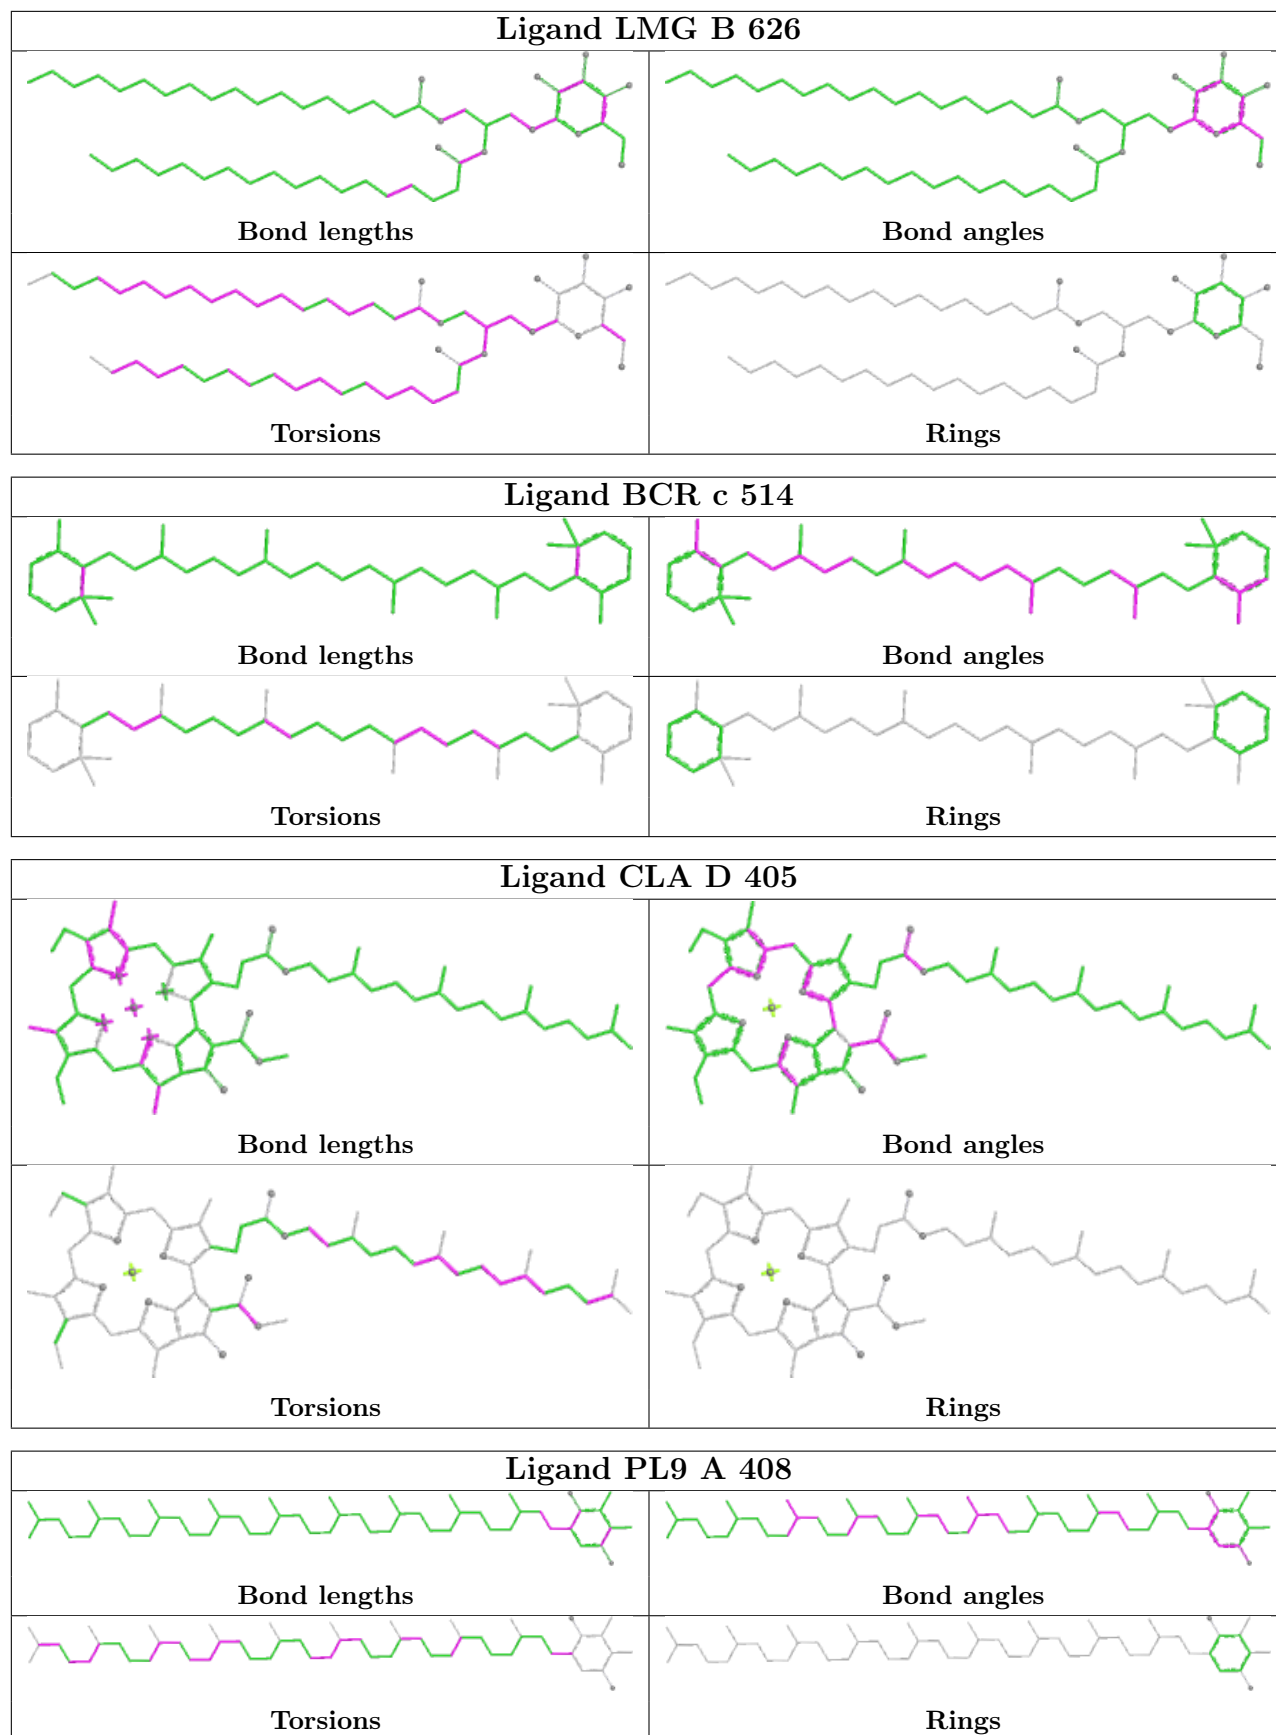 Ligand LMG B 626
Bond lengths
Bond angles
Torsions
Rings
Ligand BCR c 514
Bond lengths
Bond angles
Torsions
Rings
Ligand CLA D 405
Bond lengths
Bond angles
Torsions
Rings
Ligand PL9 A 408
Bond lengths
Bond angles
Torsions
Rings